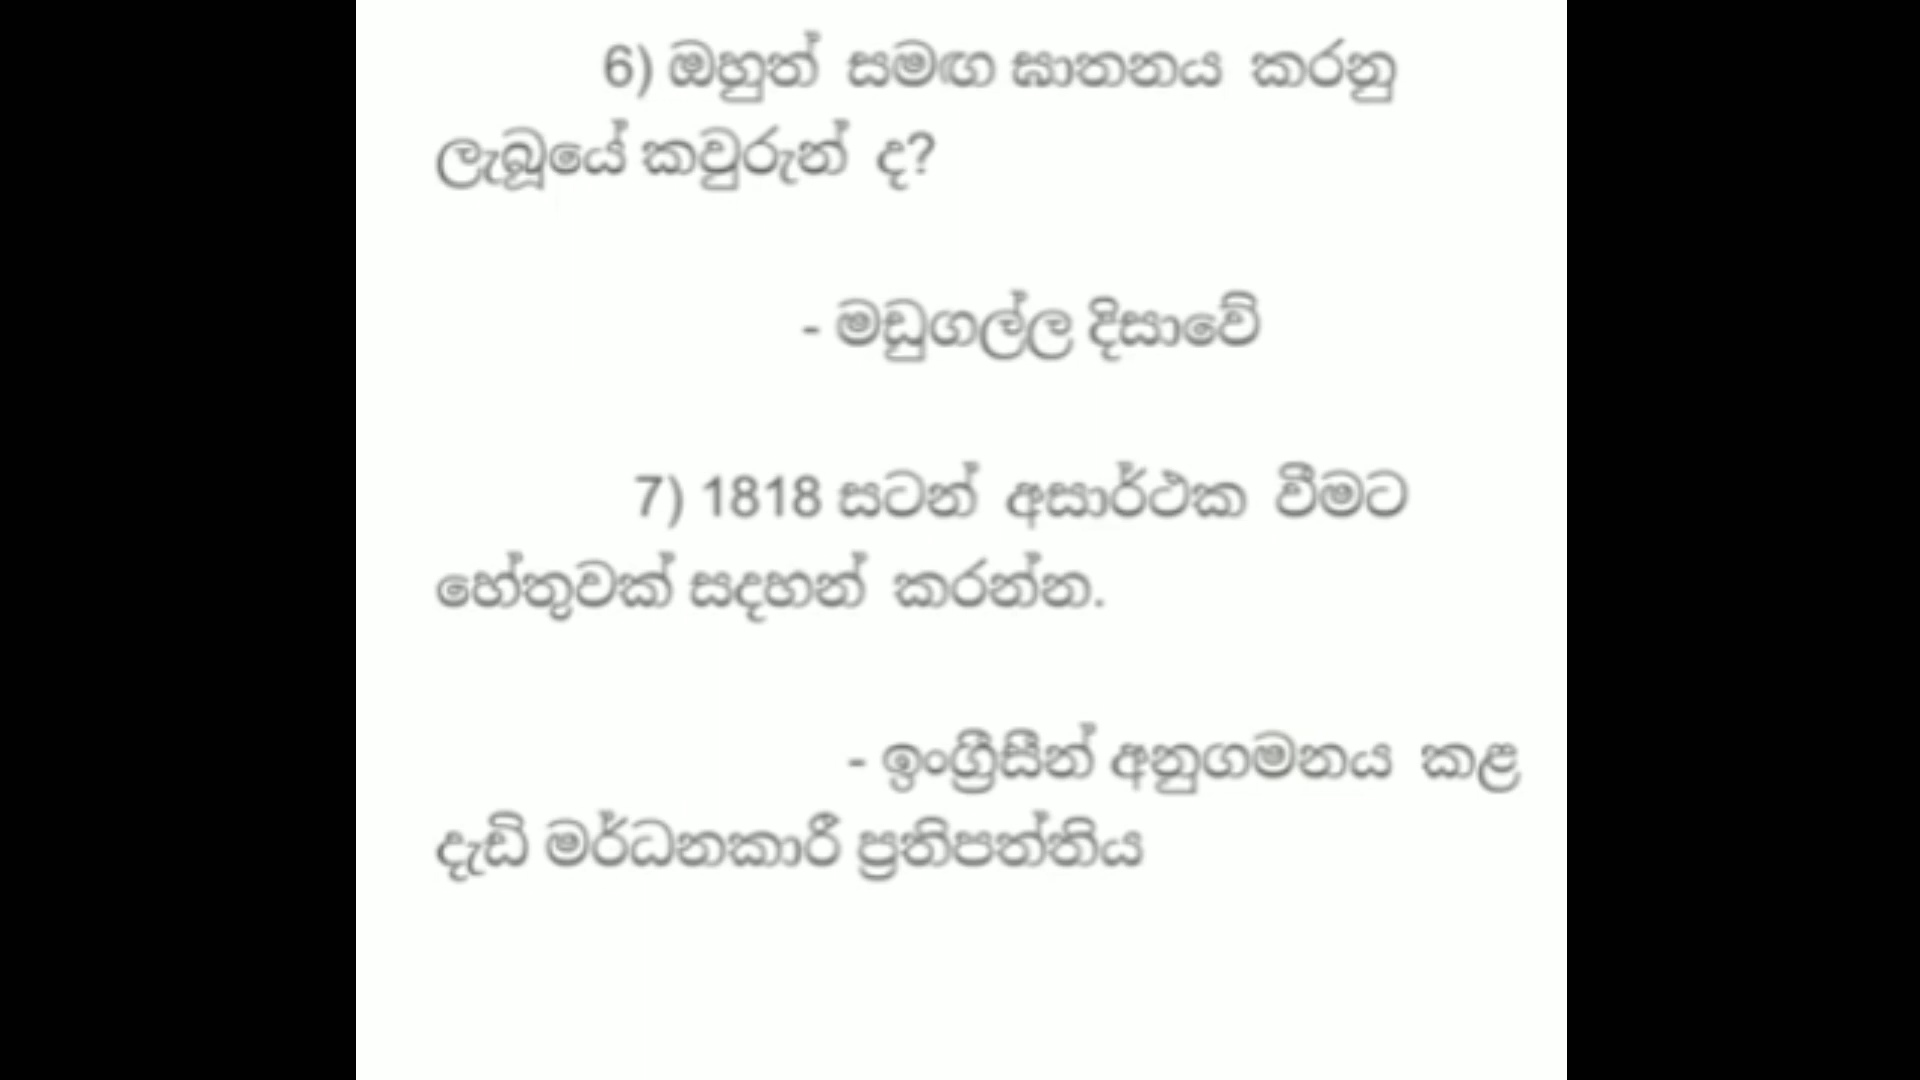 6) ඔහුත් සමඟ ඝාතනය කරනු
ලැබූයේ කවුරුන් ද?
- මඩුගල්ල දිසාවේ
7) 1818 සටන් අසාර්ථක වීමට
හේතුවක් සදහන් කරන්න.
- ඉංග්‍රීසීන් අනුගමනය කළ
දැඩි මර්ධනකාරී ප්‍රතිපත්තිය